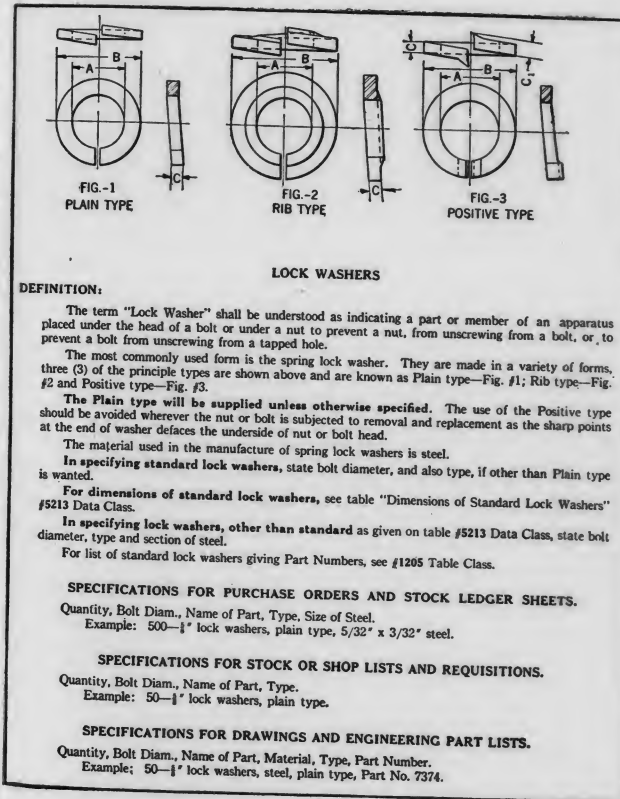 B
A
C
FIG.-1
PLAIN TYPE
B
A
C
FIG.-2
RIB TYPE
C
B
A
C₁
FIG.-3
POSITIVE TYPE
LOCK WASHERS
DEFINITION:
The term "Lock Washer" shall be understood as indicating a part or member of an apparatus
placed under the head of a bolt or under a nut to prevent a nut, from unscrewing from a bolt, or to
prevent a bolt from unscrewing from a tapped hole.
The most commonly used form is the spring lock washer. They are made in a variety of forms,
three (3) of the principle types are shown above and are known as Plain type—Fig. #1; Rib type—Fig.
#2 and Positive type—Fig. #3.
The Plain type will be supplied unless otherwise specified. The use of the Positive type
should be avoided wherever the nut or bolt is subjected to removal and replacement as the sharp points
at the end of washer defaces the underside of nut or bolt head.
The material used in the manufacture of spring lock washers is steel.
In specifying standard lock washers, state bolt diameter, and also type, if other than Plain type
is wanted.
For dimensions of standard lock washers, see table "Dimensions of Standard Lock Washers"
#5213 Data Class.
In specifying lock washers, other than standard as given on table #5213 Data Class, state bolt
diameter, type and section of steel.
For list of standard lock washers giving Part Numbers, see #1205 Table Class.
SPECIFICATIONS FOR PURCHASE ORDERS AND STOCK LEDGER SHEETS.
Quantity, Bolt Diam., Name of Part, Type, Size of Steel.
Example: 500— lock washers, plain type, 5/32" x 3/32" steel.
SPECIFICATIONS FOR STOCK OR SHOP LISTS AND REQUISITIONS.
Quantity, Bolt Diam., Name of Part, Type.
Example: 50— lock washers, plain type.
SPECIFICATIONS FOR DRAWINGS AND ENGINEERING PART LISTS.
Quantity, Bolt Diam., Name of Part, Material, Type, Part Number.
Example; 50— lock washers, steel, plain type, Part No. 7374.